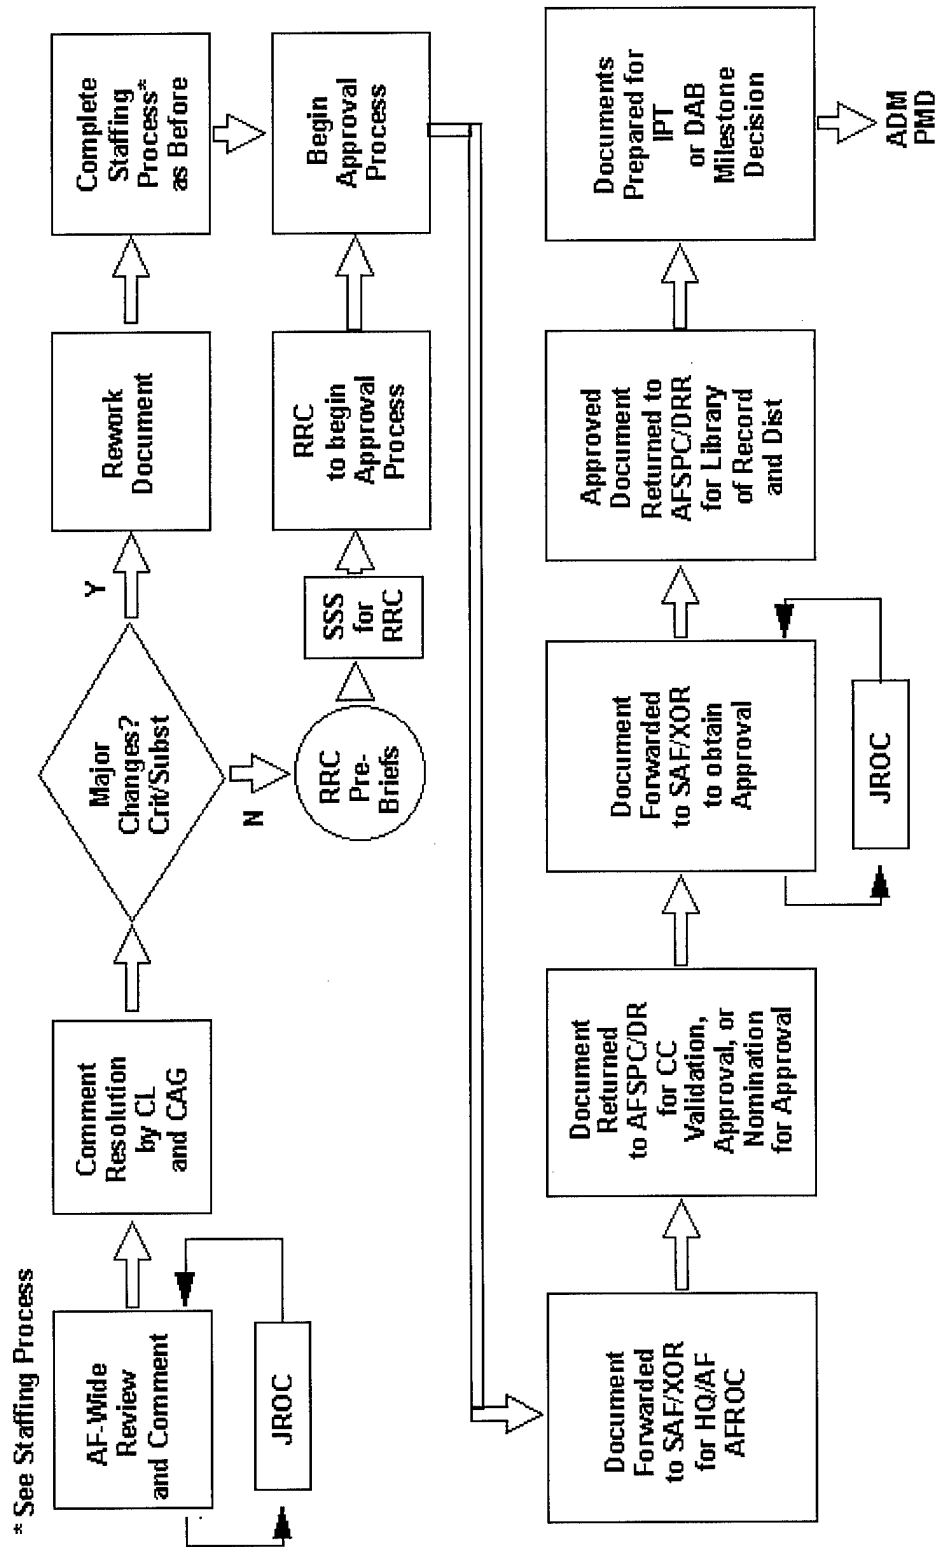 * See Staffing Process
AF-Wide
Review
and Comment
JROC
Comment
Resolution
by CL
and CAG
Major
Changes?
Crit/Subst
Y
N
Rework
Document
Complete
Staffing
Process*
as Before
RRC
Pre-
Briefs
SSS
for
RRC
RRC
to begin
Approval
Process
Begin
Approval
Process
Document
Forwarded
to SAF/XOR
for HQ/AF
AFROC
Document
Returned
to AFSPC/DR
for CC
Validation,
Approval, or
Nomination
for Approval
Document
Forwarded
to SAF/XOR
to obtain
Approval
JROC
Approved
Document
Returned to
AFSPC/DRR
for Library
of Record
and Dist
Documents
Prepared for
IPT
or DAB
Milestone
Decision
ADM
PMD